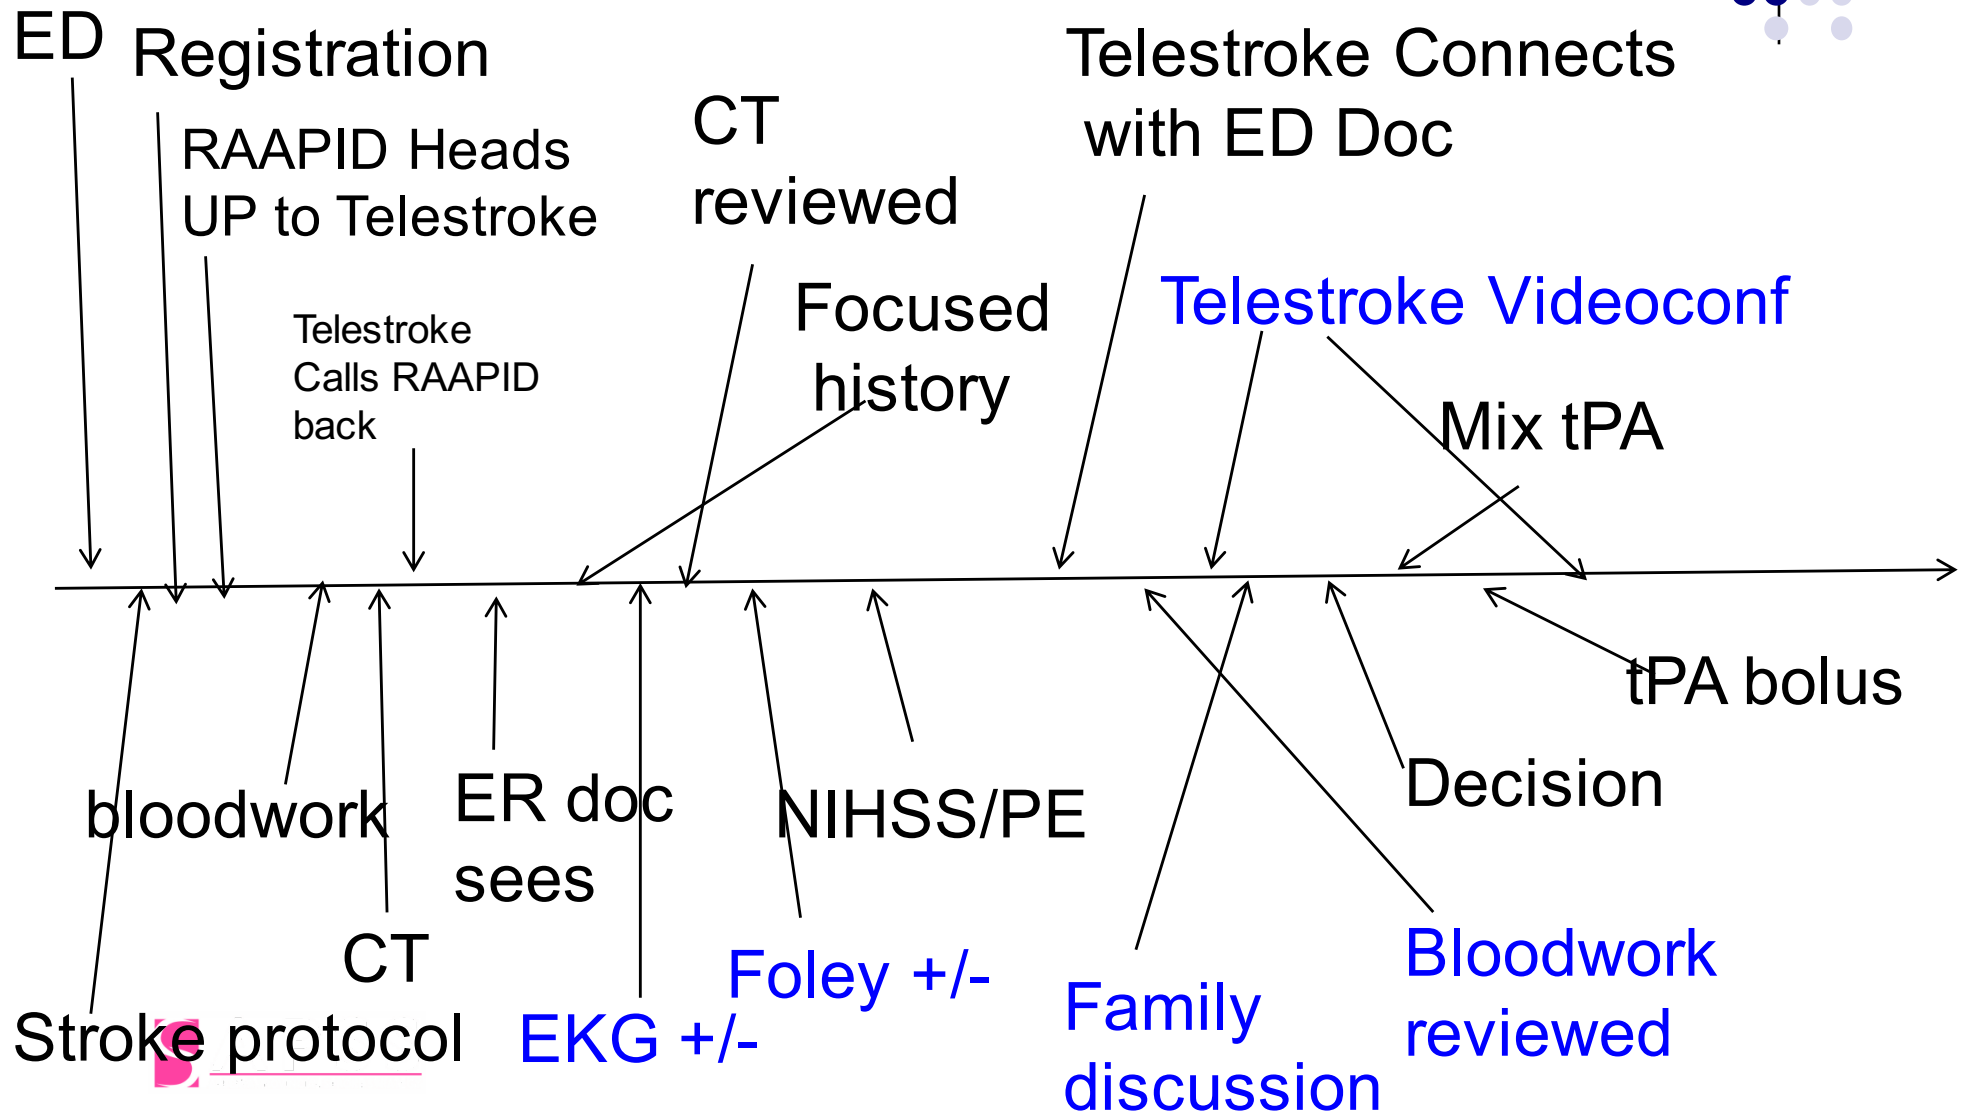 ED
Registration
RAAPID Heads
UP to Telestroke
Telestroke
Calls RAAPID
back
CT
reviewed
Focused
history
Telestroke Connects
with ED Doc
Telestroke Videoconf
Mix tPA
tPA bolus
bloodwork
ER doc
sees
NIHSS/PE
Decision
CT
Stroke protocol
EKG +/-
Foley +/-
Family
discussion
Bloodwork
reviewed